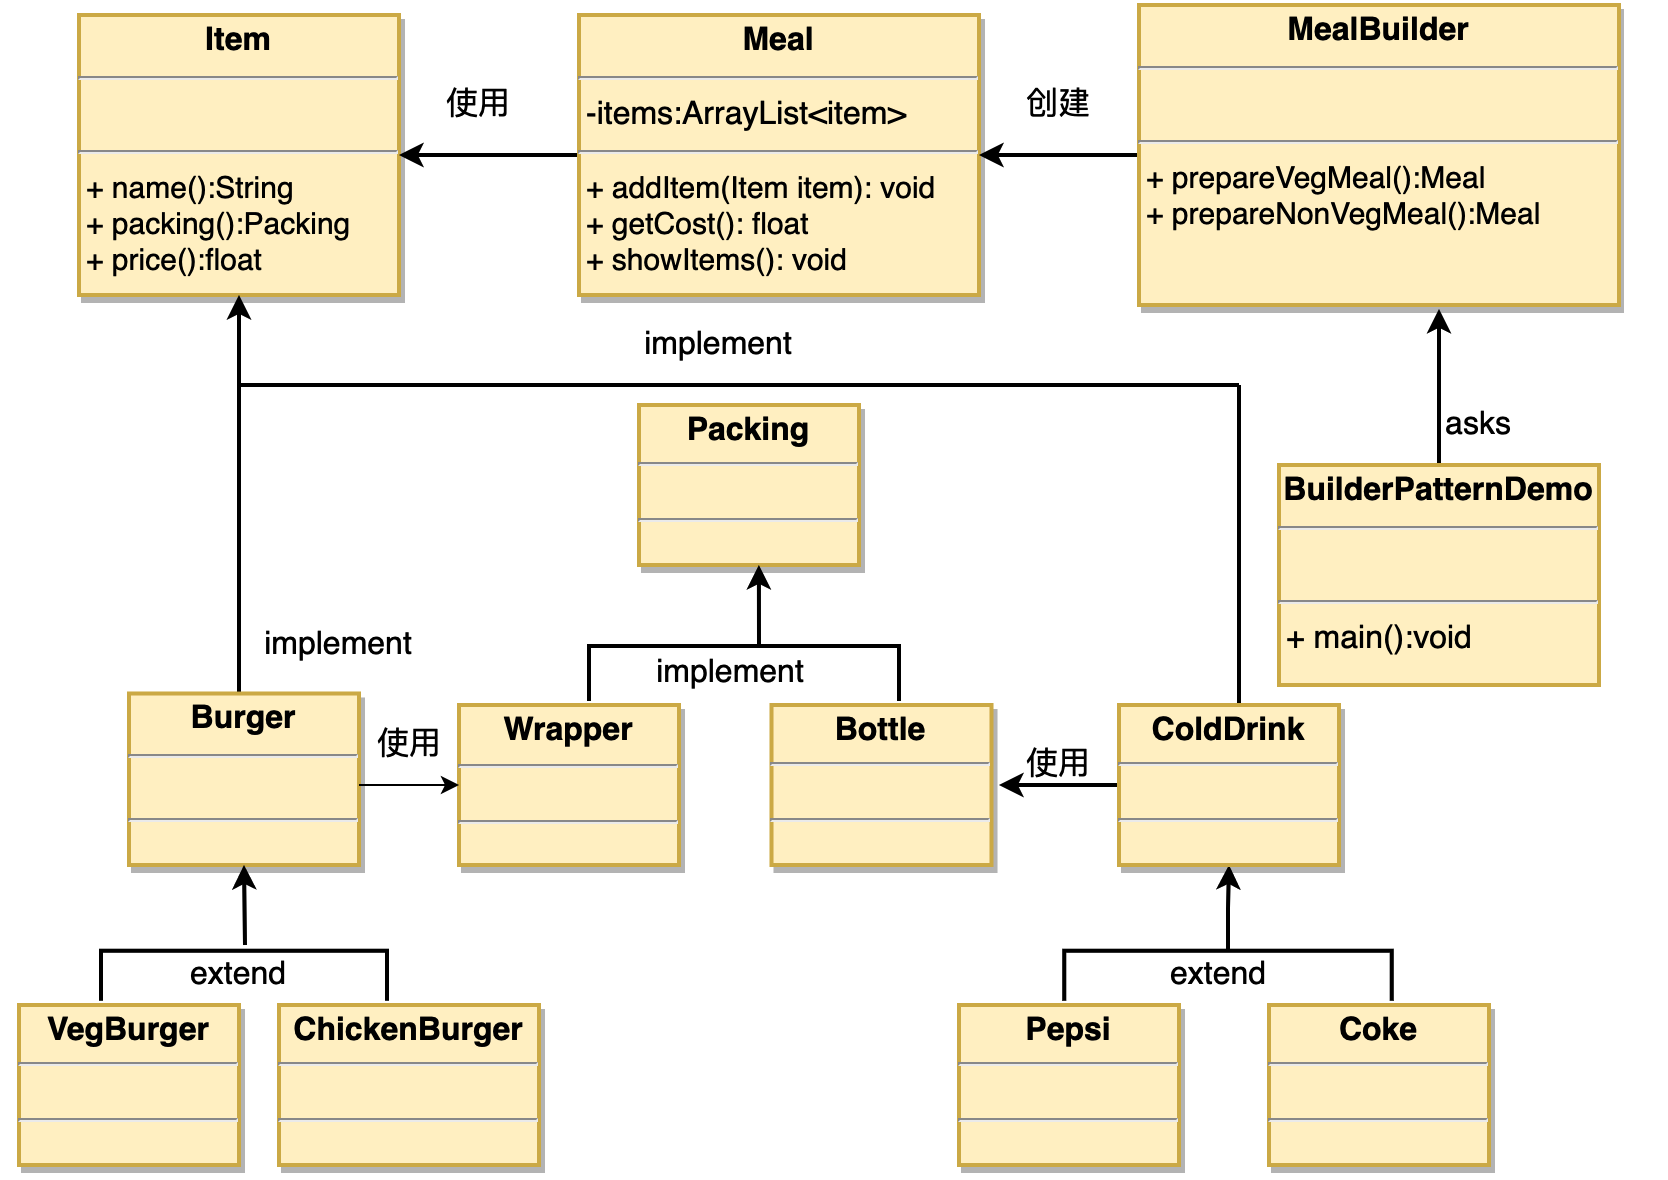 Item
+ name():String
+ packing():Packing
+ price():float
使用
Meal
-items:ArrayList<item>
+ addItem(Item item): void
+ getCost(): float
+ showItems(): void
创建
MealBuilder
+ prepareVegMeal():Meal
+ prepareNonVegMeal():Meal
implement
asks
Packing
BuilderPatternDemo
+ main():void
implement
implement
Burger
使用
Wrapper
Bottle
使用
ColdDrink
extend
extend
VegBurger
ChickenBurger
Pepsi
Coke